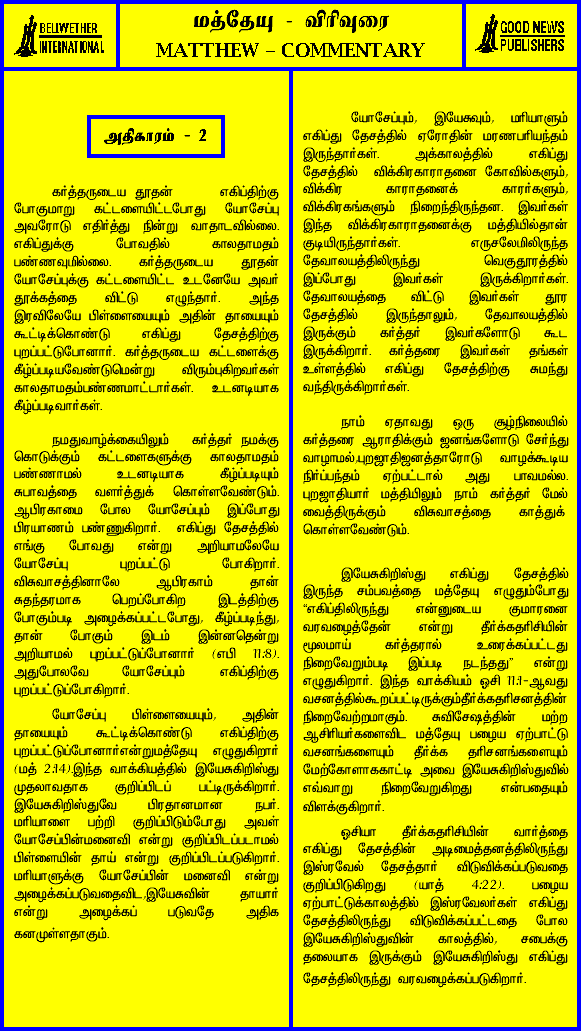 BELWETHER
INTERNATIONAL
மத்தேயு - விரிவுரை
MATTHEW – COMMENTARY
GOOD NEWS
PUBLISHERS
அதிகாரம் - 2
கர்த்தருடைய தூதன் எகிப்திற்கு
போகுமாறு கட்டளையிட்டபோது யோசேப்பு
அவரோடு எதிர்த்து நின்று வாதாடவில்லை.
எகிப்துக்கு போவதில் காலதாமதம்
பண்ணவுமில்லை. கர்த்தருடைய தூதன்
யோசேப்புக்கு கட்டளையிட்ட உடனேயே அவர்
தூக்கத்தை விட்டு எழுந்தார். அந்த
இரவிலேயே பிள்ளையையும் அதின் தாயையும்
கூட்டிக்கொண்டு எகிப்து தேசத்திற்கு
புறப்பட்டுபோனார். கர்த்தருடைய கட்டளைக்கு
கீழ்ப்படியவேண்டுமென்று விரும்புகிறவர்கள்
காலதாமதம்பண்ணமாட்டார்கள். உடனடியாக
கீழ்ப்படிவார்கள்.
நமதுவாழ்க்கையிலும் கர்த்தர் நமக்கு
கொடுக்கும் கட்டளைகளுக்கு காலதாமதம்
பண்ணாமல் உடனடியாக கீழ்ப்படியும்
சுபாவத்தை வளர்த்துக் கொள்ளவேண்டும்.
ஆபிரகாமை போல யோசேப்பும் இப்போது
பிரயாணம் பண்ணுகிறார். எகிப்து தேசத்தில்
எங்கு போவது என்று அறியாமலேயே
யோசேப்பு புறப்பட்டு போகிறார்.
விசுவாசத்தினாலே ஆபிரகாம் தான்
சுதந்தரமாக பெறப்போகிற இடத்திற்கு
போகும்படி அழைக்கப்பட்டபோது, கீழ்ப்படிந்து,
தான் போகும் இடம் இன்னதென்று
அறியாமல் புறப்பட்டுப்போனார் (எபி 11:8).
அதுபோலவே யோசேப்பும் எகிப்திற்கு
புறப்பட்டுப்போகிறார்.
யோசேப்பு பிள்ளையையும், அதின்
தாயையும் கூட்டிக்கொண்டு எகிப்திற்கு
புறப்பட்டுப்போனார்என்றுமத்தேயு எழுதுகிறார்
(மத் 2:14).இந்த வாக்கியத்தில் இயேசுகிறிஸ்து
முதலாவதாக குறிப்பிடப் பட்டிருக்கிறார்.
இயேசுகிறிஸ்துவே பிரதானமான நபர்.
மரியாளை பற்றி குறிப்பிடும்போது அவள்
யோசேப்பின்மனைவி என்று குறிப்பிடப்படாமல்
பிள்ளையின் தாய் என்று குறிப்பிடப்படுகிறார்.
மரியாளுக்கு யோசேப்பின் மனைவி என்று
அழைக்கப்படுவதைவிட,இயேசுவின் தாயார்
என்று அழைக்கப் படுவதே அதிக
கனமுள்ளதாகும்.
யோசேப்பும், இயேசுவும், மரியாளும்
எகிப்து தேசத்தில் ஏரோதின் மரணபரியந்தம்
இருந்தார்கள். அக்காலத்தில் எகிப்து
தேசத்தில் விக்கிரகாராதனை கோவில்களும்,
விக்கிர காராதனைக் காரர்களும்,
விக்கிரகங்களும் நிறைந்திருந்தன. இவர்கள்
இந்த விக்கிரகாராதனைக்கு மத்தியில்தான்
குடியிருந்தார்கள். எருசலேமிலிருந்த
தேவாலயத்திலிருந்து வெகுதூரத்தில்
இப்போது இவர்கள் இருக்கிறார்கள்.
தேவாலயத்தை விட்டு இவர்கள் தூர
தேசத்தில் இருந்தாலும், தேவாலயத்தில்
இருக்கும் கர்த்தர் இவர்களோடு கூட
இருக்கிறார். கர்த்தரை இவர்கள் தங்கள்
உள்ளத்தில் எகிப்து தேசத்திற்கு சுமந்து
வந்திருக்கிறார்கள்.
நாம் ஏதாவது ஒரு சூழ்நிலையில்
கர்த்தரை ஆராதிக்கும் ஜனங்களோடு சேர்ந்து
வாழாமல்,புறஜாதிஜனத்தாரோடு வாழக்கூடிய
நிர்ப்பந்தம் ஏற்பட்டால் அது பாவமல்ல.
புறஜாதியார் மத்தியிலும் நாம் கர்த்தர் மேல்
வைத்திருக்கும் விசுவாசத்தை காத்துக்
கொள்ளவேண்டும்.
இயேசுகிறிஸ்து எகிப்து தேசத்தில்
இருந்த சம்பவத்தை மத்தேயு எழுதும்போது
“எகிப்திலிருந்து என்னுடைய குமாரனை
வரவழைத்தேன் என்று தீர்க்கதரிசியின்
மூலமாய் கர்த்தரால் உரைக்கப்பட்டது
நிறைவேறும்படி இப்படி நடந்தது” என்று
எழுதுகிறார். இந்த வாக்கியம் ஓசி 11:1-ஆவது
வசனத்தில்கூறப்பட்டிருக்கும்தீர்க்கதரிசனத்தின்
நிறைவேற்றமாகும். சுவிசேஷத்தின் மற்ற
ஆசிரியர்களைவிட மத்தேயு பழைய ஏற்பாட்டு
வசனங்களையும் தீர்க்க தரிசனங்களையும்
மேற்கோளாககாட்டி அவை இயேசுகிறிஸ்துவில்
எவ்வாறு நிறைவேறுகிறது என்பதையும்
விளக்குகிறார்.
ஓசியா தீர்க்கதரிசியின் வார்த்தை
எகிப்து தேசத்தின் அடிமைத்தனத்திலிருந்து
இஸ்ரவேல் தேசத்தார் விடுவிக்கப்படுவதை
குறிப்பிடுகிறது (யாத் 4:22). பழைய
ஏற்பாட்டுக்காலத்தில் இஸ்ரவேலர்கள் எகிப்து
தேசத்திலிருந்து விடுவிக்கப்பட்டதை போல
இயேசுகிறிஸ்துவின் காலத்தில், சபைக்கு
தலையாக இருக்கும் இயேசுகிறிஸ்து எகிப்து
தேசத்திலிருந்து வரவழைக்கப்படுகிறார்.